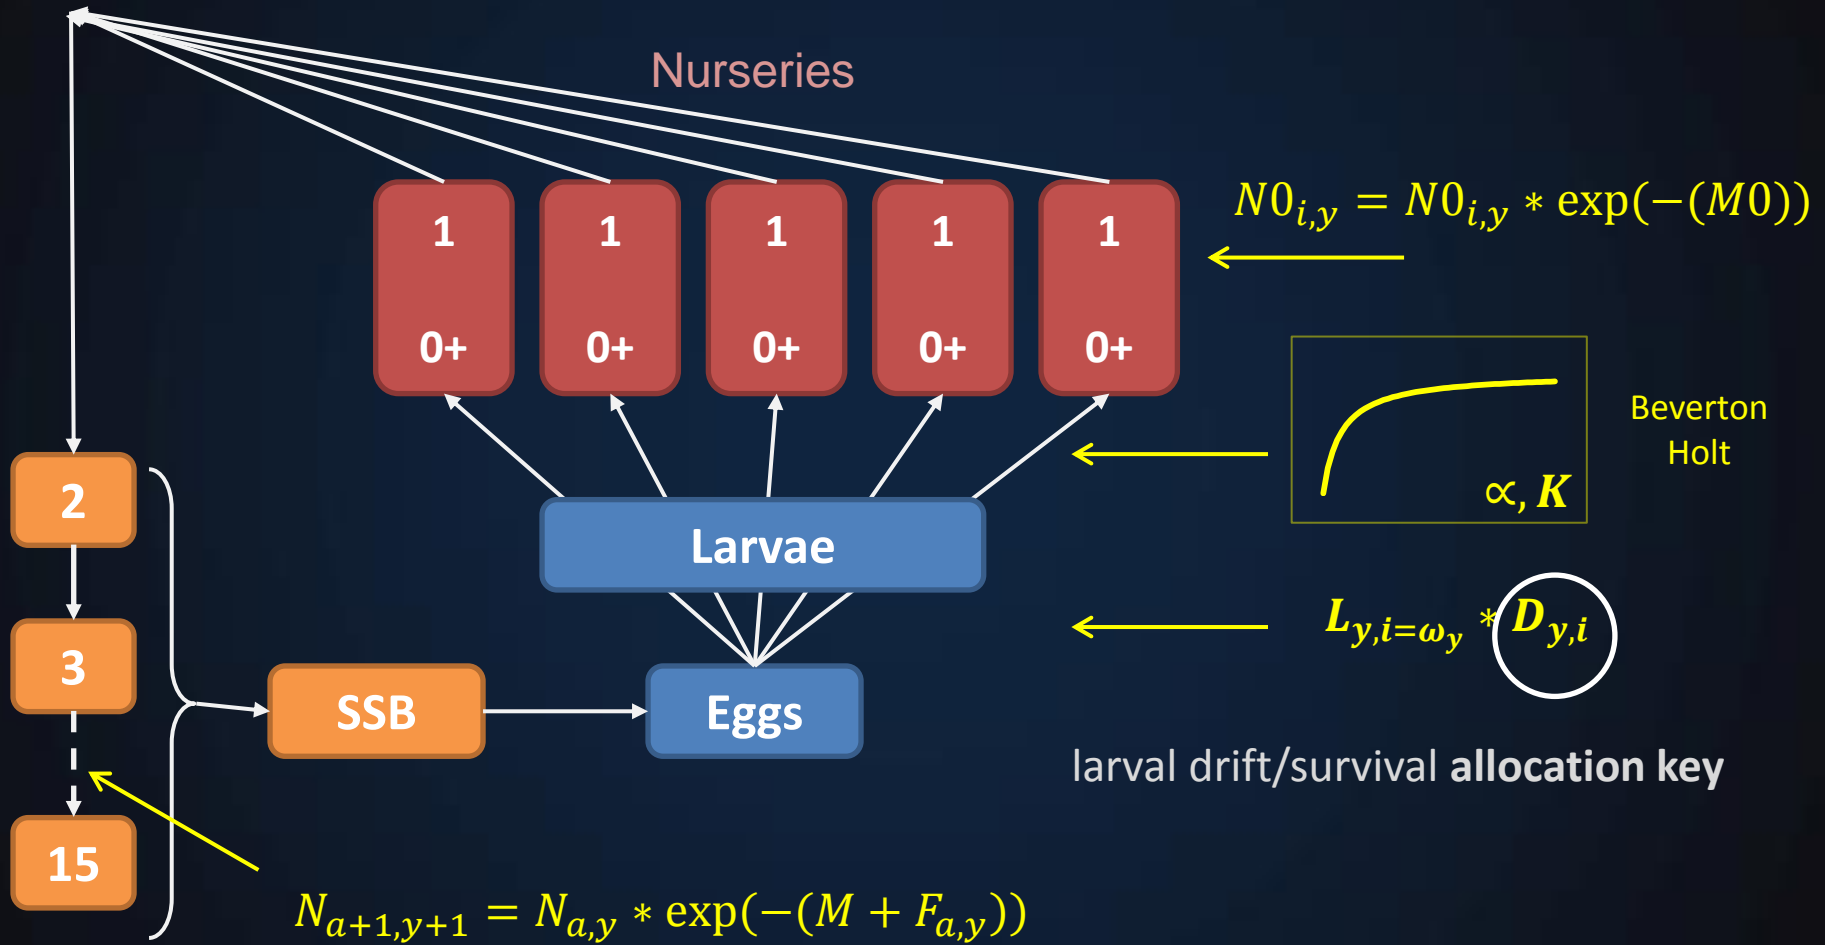 Nurseries
1 1 1 1 1
N0_{i,y} = N0_{i,y} * exp(−(M0))
0+ 0+ 0+ 0+ 0+
Beverton
Holt
∝, K
2
Larvae
L_{y,i=ω_y} * D_{y,i}
3
SSB
Eggs
larval drift/survival allocation key
15
N_{a+1,y+1} = N_{a,y} * exp(−(M + F_{a,y}))